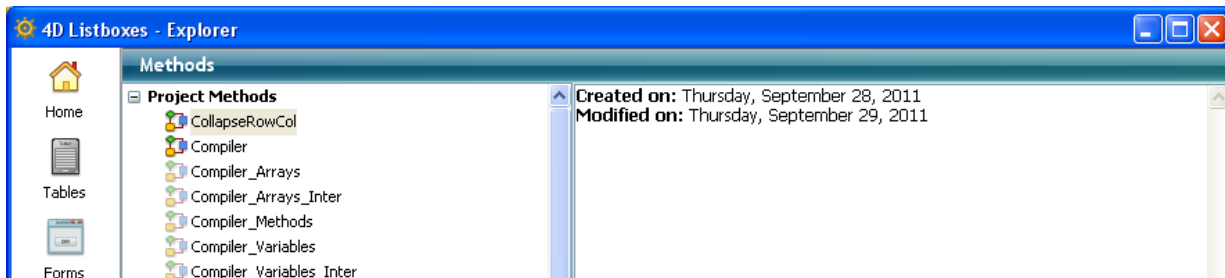 4D Listboxes - Explorer
Methods
Home
Tables
Forms
Project Methods
CollapseRowCol
Compiler
Compiler_Arrays
Compiler_Arrays_Inter
Compiler_Methods
Compiler_Variables
Compiler_Variables_Inter
Created on: Thursday, September 28, 2011
Modified on: Thursday, September 29, 2011